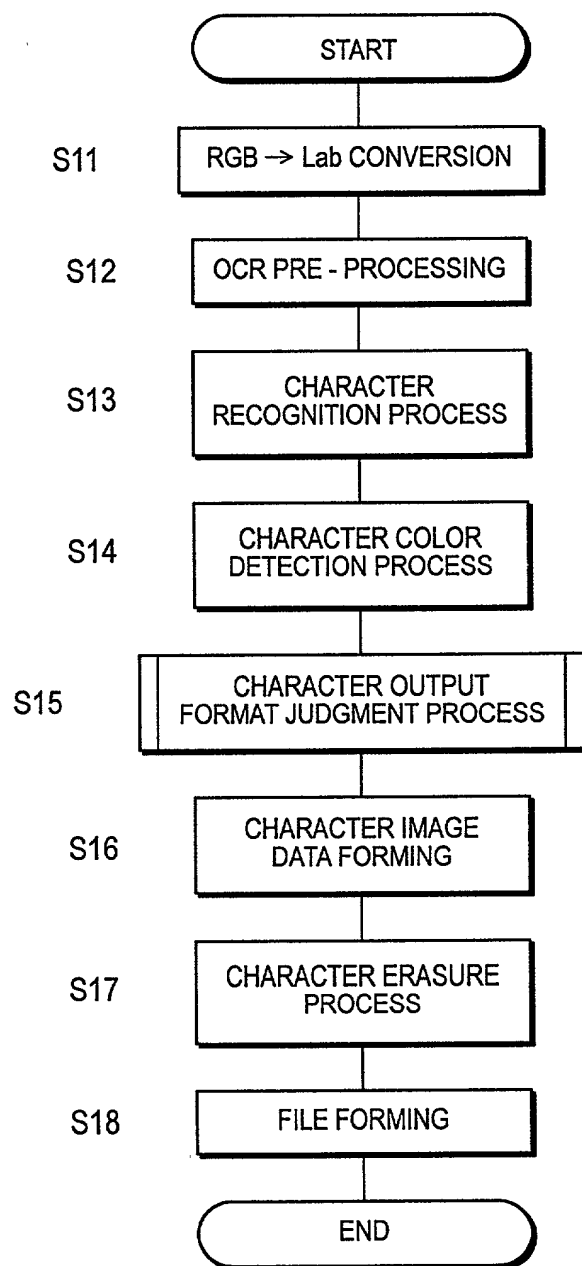 START
S11
RGB → Lab CONVERSION
S12
OCR PRE - PROCESSING
S13
CHARACTER
RECOGNITION PROCESS
S14
CHARACTER COLOR
DETECTION PROCESS
S15
CHARACTER OUTPUT
FORMAT JUDGMENT PROCESS
S16
CHARACTER IMAGE
DATA FORMING
S17
CHARACTER ERASURE
PROCESS
S18
FILE FORMING
END